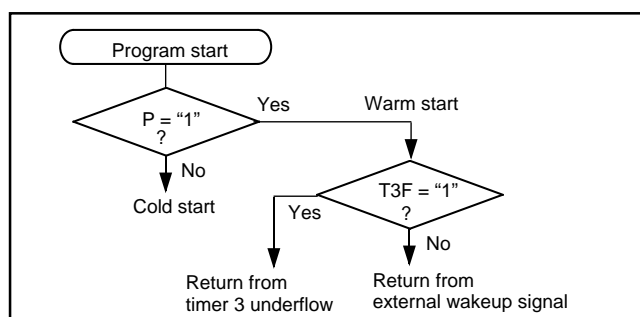 Program start
P = “1”
?
Yes
Warm start
No
Cold start
T3F = “1”
?
Yes
No
Return from
timer 3 underflow
Return from
external wakeup signal